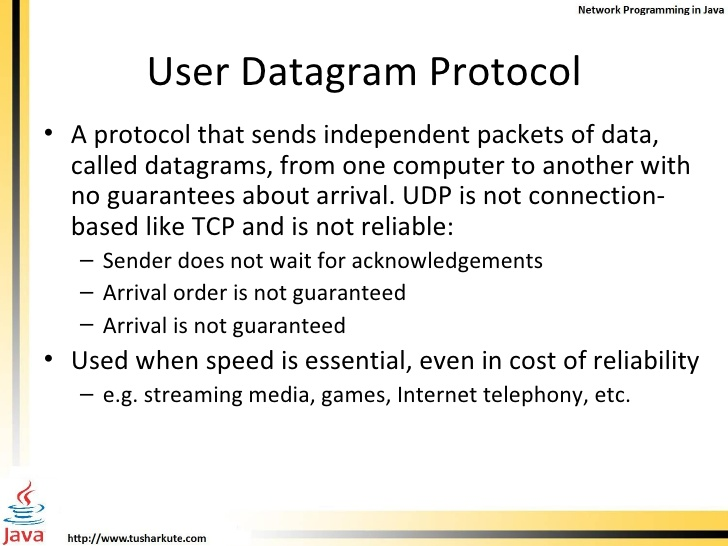 Network Programming in Java
User Datagram Protocol
• A protocol that sends independent packets of data,
called datagrams, from one computer to another with
no guarantees about arrival. UDP is not connection-
based like TCP and is not reliable:
– Sender does not wait for acknowledgements
– Arrival order is not guaranteed
– Arrival is not guaranteed
• Used when speed is essential, even in cost of reliability
– e.g. streaming media, games, Internet telephony, etc.
Java
http://www.tusharkute.com